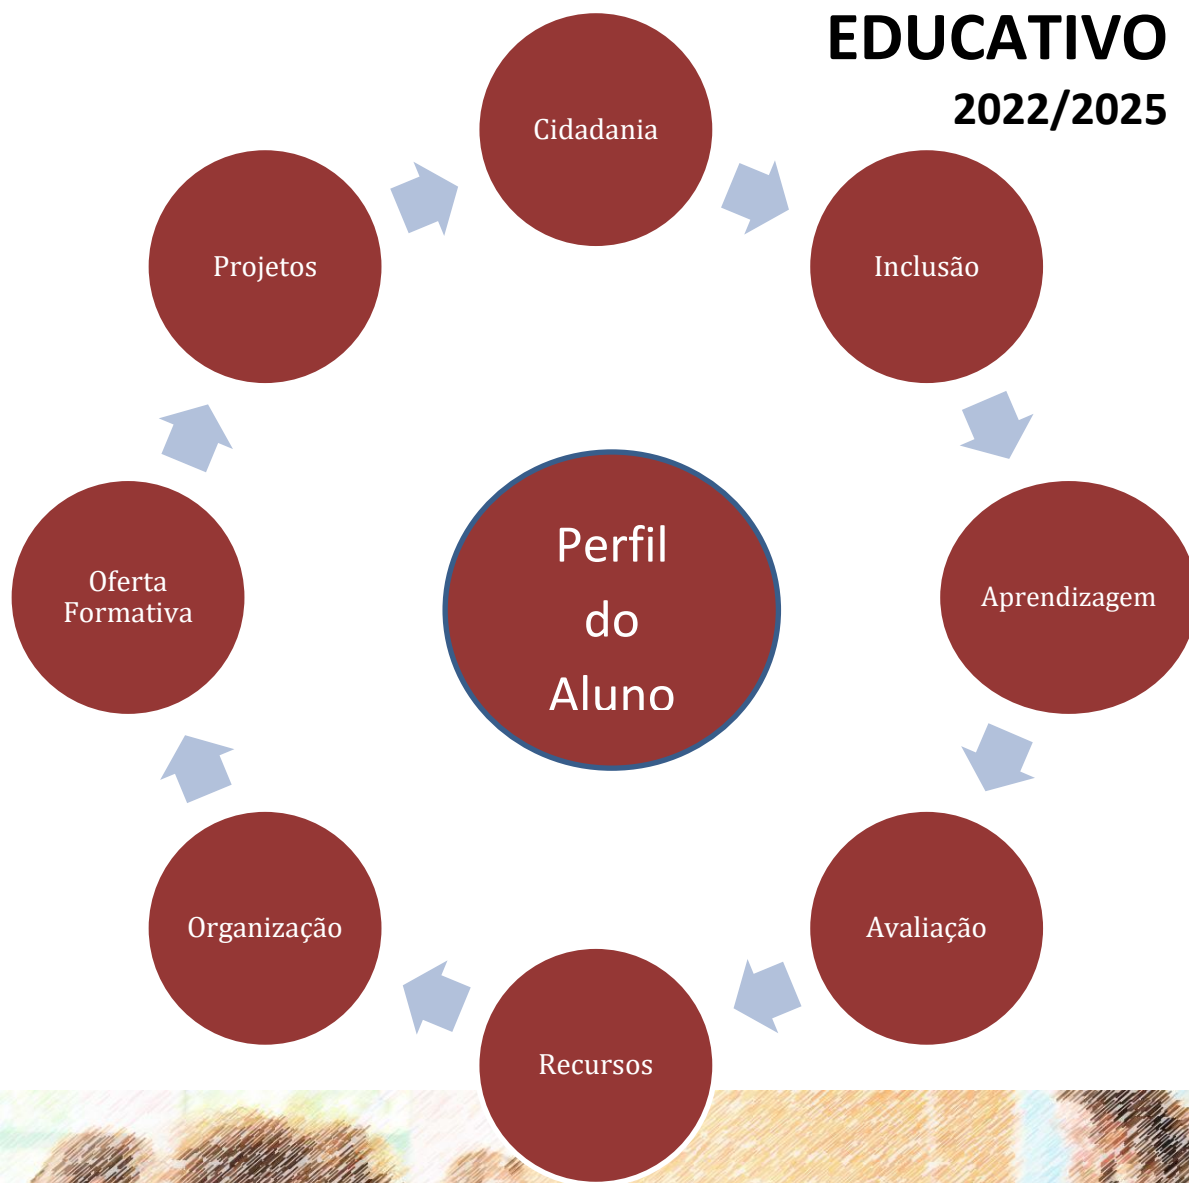 EDUCATIVO
2022/2025
Cidadania
Inclusão
Aprendizagem
Avaliação
Recursos
Organização
Oferta
Formativa
Projetos
Perfil
do
Aluno